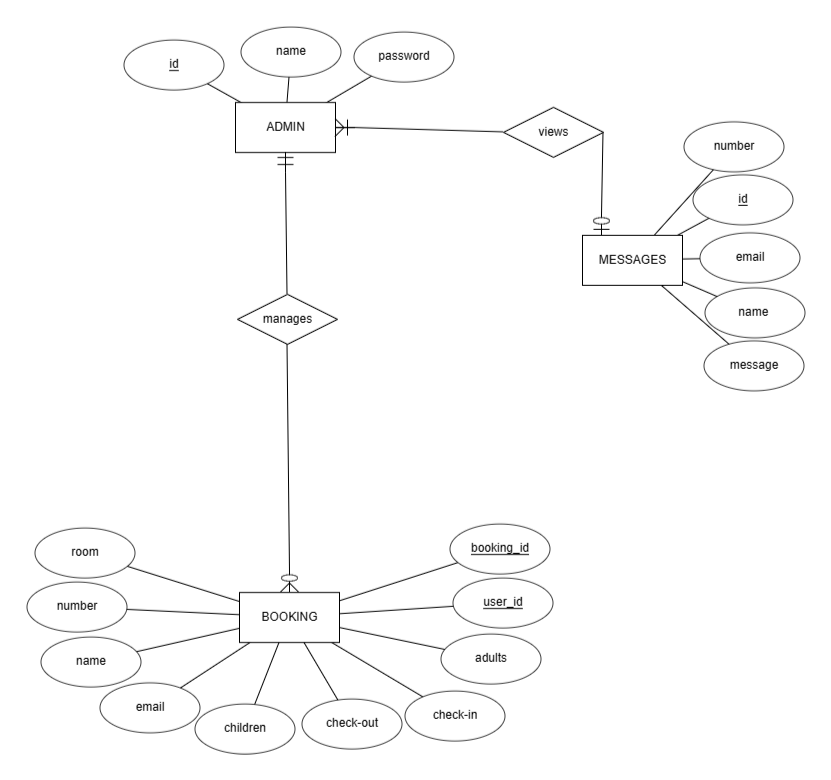 id
name
password
ADMIN
views
number
id
email
MESSAGES
name
message
manages
room
booking_id
number
user_id
BOOKING
name
adults
email
children
check-out
check-in